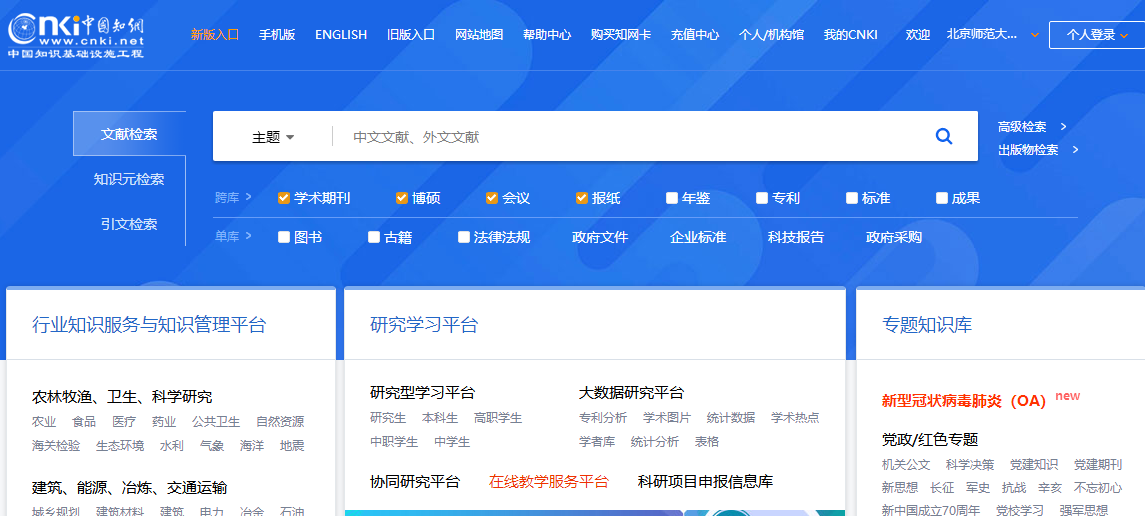 Cnki中国知网
www.cnki.net
中国知识基础设施工程
新版入口 手机版 ENGLISH 旧版入口 网站地图 帮助中心 购买知网卡 充值中心 个人/机构馆 我的CNKI 欢迎 北京师范大... 个人登录
文献检索
主题 中文文献、外文文献
高级检索 >
出版物检索 >
知识元检索
引文检索
跨库 > 学术期刊 博硕 会议 报纸 年鉴 专利 标准 成果
单库 > 图书 古籍 法律法规 政府文件 企业标准 科技报告 政府采购
行业知识服务与知识管理平台
农林牧渔、卫生、科学研究
农业 食品 医疗 药业 公共卫生 自然资源
海关检验 生态环境 水利 气象 海洋 地震
建筑、能源、冶炼、交通运输
城乡规划 建筑材料 建筑 电力 冶金 石油
研究学习平台
研究型学习平台
研究生 本科生 高职学生
中职学生 中学生
大数据研究平台
专利分析 学术图片 统计数据 学术热点
学者库 统计分析 表格
协同研究平台 在线教学服务平台 科研项目申报信息库
专题知识库
新型冠状病毒肺炎（OA） new
党政/红色专题
机关公文 科学决策 党建知识 党建期刊
新思想 长征 军史 抗战 辛亥 不忘初心
新中国成立70周年 党校学习 强军思想